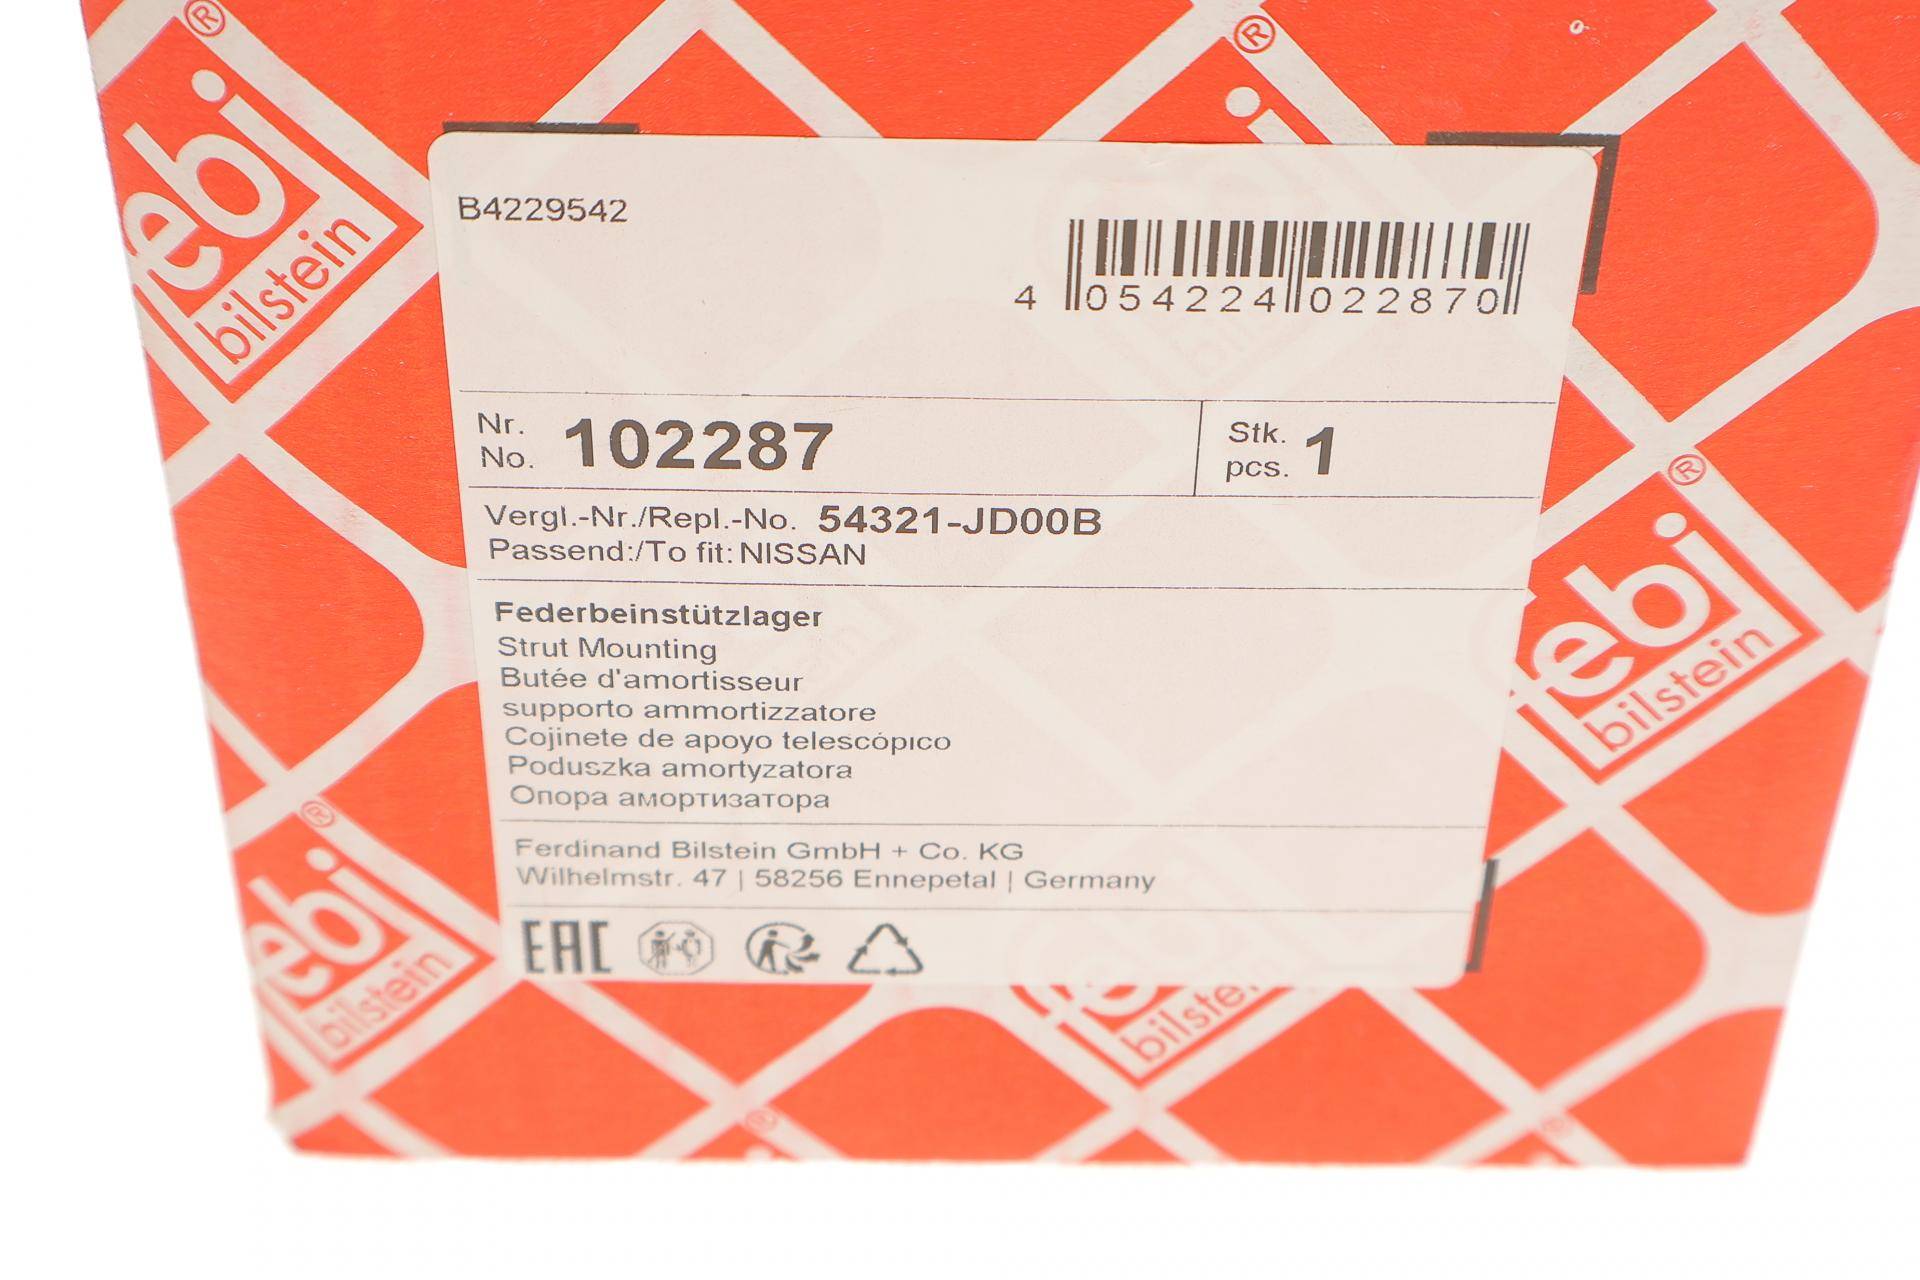 febi
bilstein
®
®
B4229542
4 054224 022870
Nr.
No. 102287
Stk.
pcs. 1
Vergl.-Nr./Repl.-No. 54321-JD00B
Passend:/To fit: NISSAN
Federbeinstützlager
Strut Mounting
Butée d'amortisseur
supporto ammortizzatore
Cojinete de apoyo telescópico
Poduszka amortyzatora
Опора амортизатора
Ferdinand Bilstein GmbH + Co. KG
Wilhelmstr. 47 | 58256 Ennepetal | Germany
EAC
®
febi
bilstein
®
febi
bilstein
bilstein